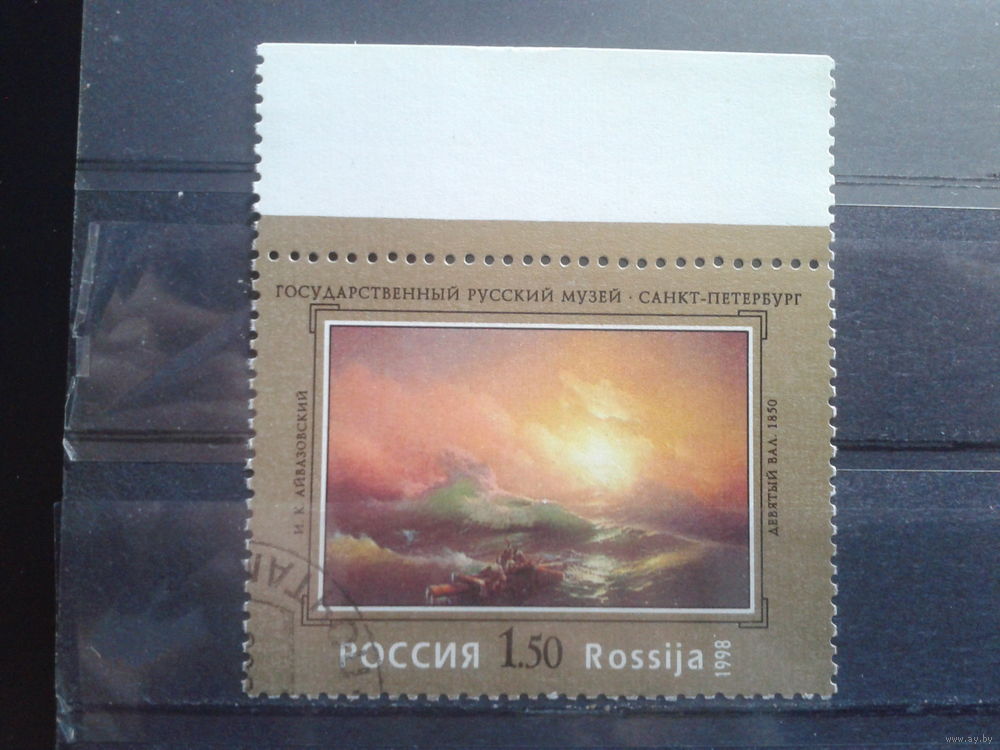 ГОСУДАРСТВЕННЫЙ РУССКИЙ МУЗЕЙ · САНКТ-ПЕТЕРБУРГ
И. К. АЙВАЗОВСКИЙ
ДЕВЯТЫЙ ВАЛ. 1850
РОССИЯ 1.50 Rossija 1998
www.ay.by